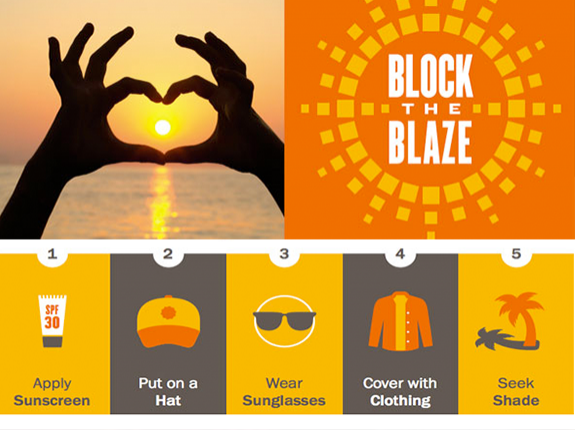 BLOCK
THE
BLAZE
1
2
3
4
5
SPF
30
Apply
Sunscreen
Put on a
Hat
Wear
Sunglasses
Cover with
Clothing
Seek
Shade